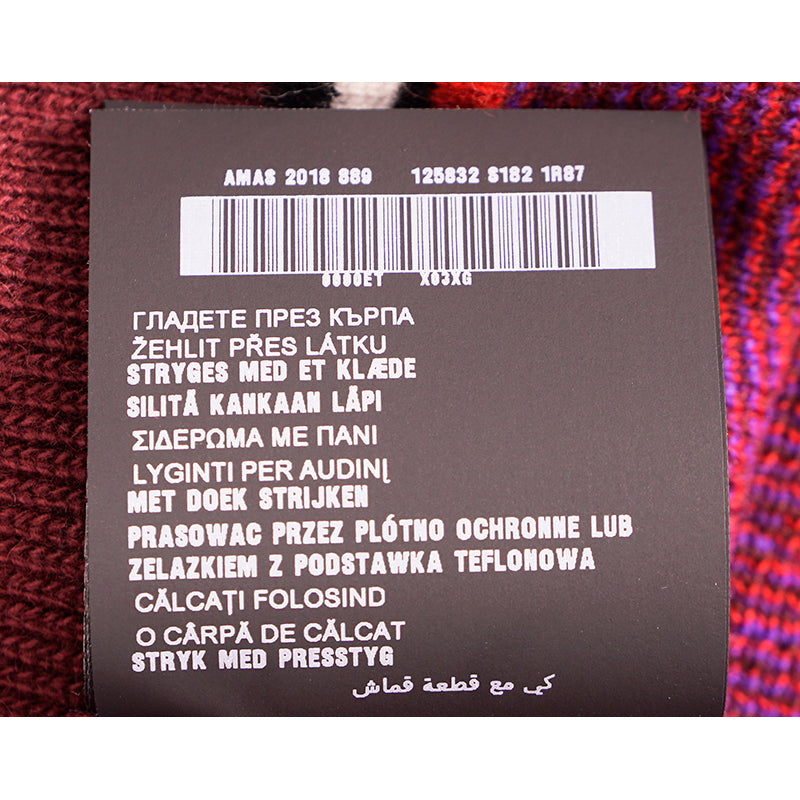 AMAS 2018 889 125832 S182 1R87
ГЛАДЕТЕ ПРЕЗ КЪРПА
ŽEHLIT PŘES LÁTKU
STRYGES MED ET KLÆDE
SILITÄ KANKAAN LÄPI
ΣΙΔΕΡΩΜΑ ΜΕ ΠΑΝΙ
LYGINTI PER AUDINĮ
MET DOEK STRIJKEN
PRASOWAC PRZEZ PLÓTNO OCHRONNE LUB
ZELAZKIEM Z PODSTAWKA TEFLONOWA
CĂLCAȚI FOLOSIND
O CÂRPĂ DE CĂLCAT
STRYK MED PRESSTYG
كي مع قطعة قماش